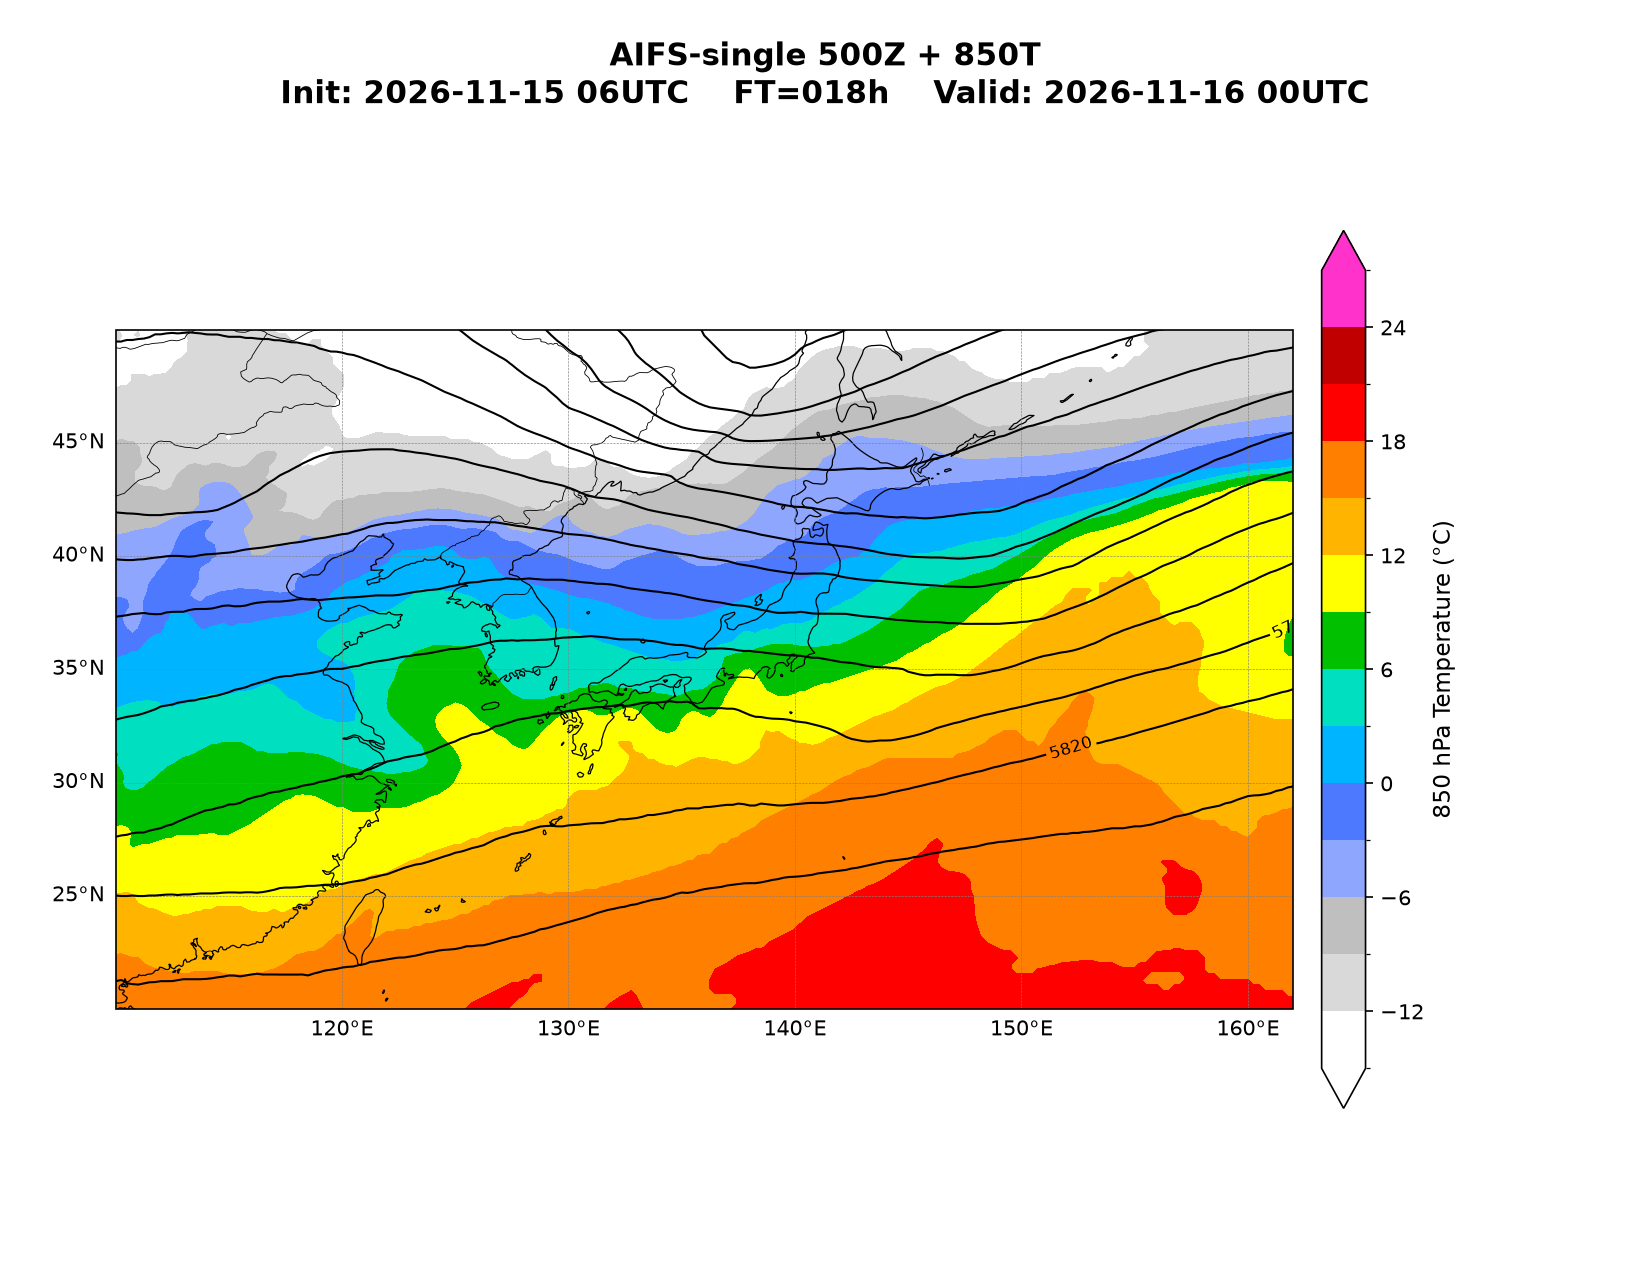 AIFS-single 500Z + 850T
Init: 2026-11-15 06UTC    FT=018h    Valid: 2026-11-16 00UTC
45°N
40°N
35°N
30°N
25°N
120°E
130°E
140°E
150°E
160°E
57
5820
24
18
12
6
0
−6
−12
850 hPa Temperature (°C)